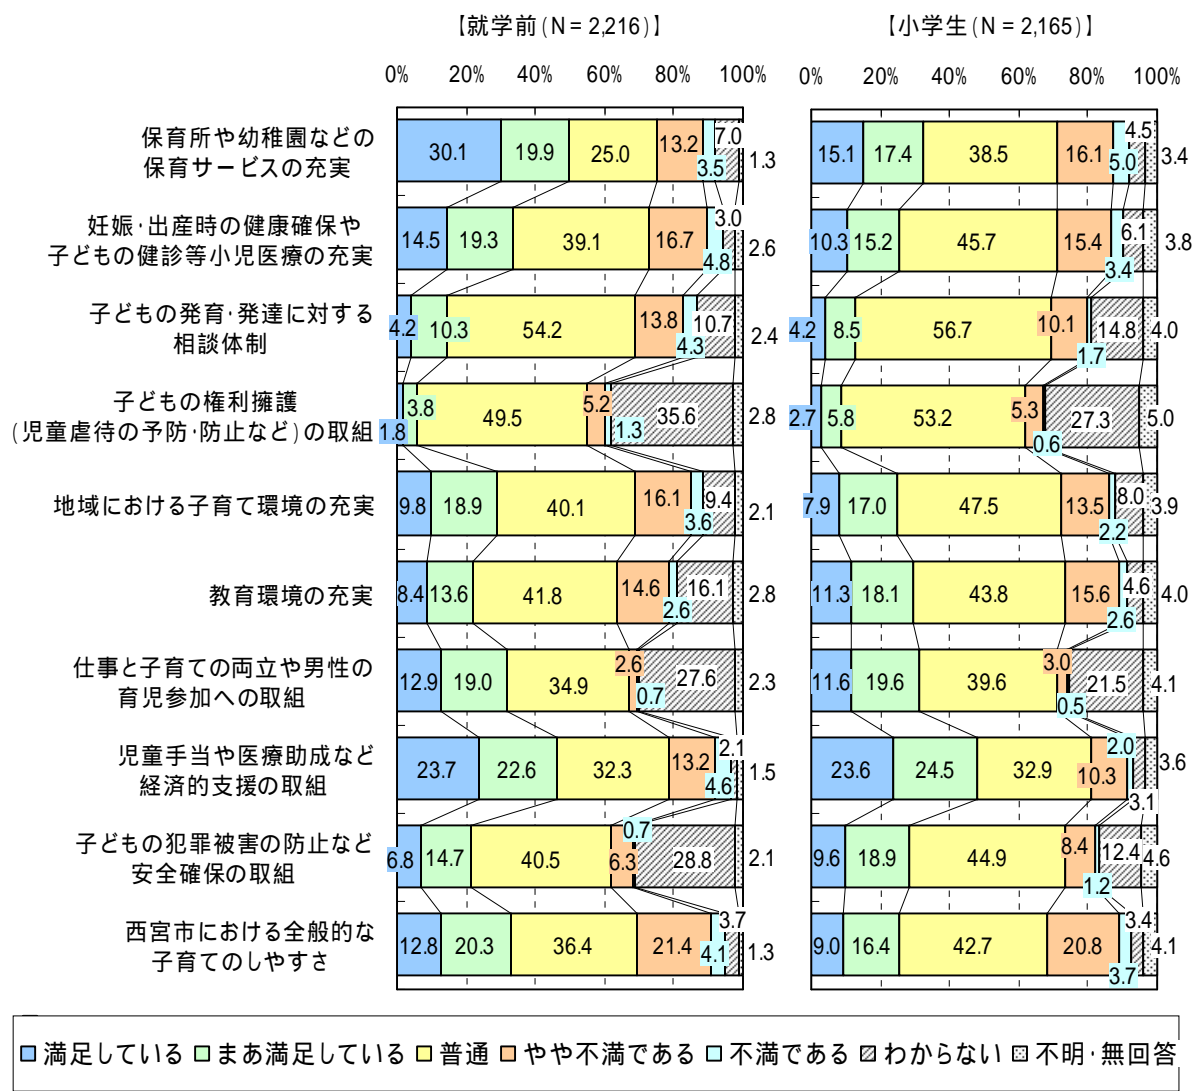 【就学前(N = 2,216)】
【小学生(N = 2,165)】
0% 20% 40% 60% 80% 100%
0% 20% 40% 60% 80% 100%
保育所や幼稚園などの
保育サービスの充実
30.1 19.9 25.0 13.2 3.5 7.0 1.3
15.1 17.4 38.5 16.1 5.0 4.5 3.4
妊娠・出産時の健康確保や
子どもの健診等小児医療の充実
14.5 19.3 39.1 16.7 4.8 3.0 2.6
10.3 15.2 45.7 15.4 3.4 6.1 3.8
子どもの発育・発達に対する
相談体制
4.2 10.3 54.2 13.8 4.3 10.7 2.4
4.2 8.5 56.7 10.1 1.7 14.8 4.0
子どもの権利擁護
(児童虐待の予防・防止など)の取組
1.8 3.8 49.5 5.2 1.3 35.6 2.8
2.7 5.8 53.2 5.3 0.6 27.3 5.0
地域における子育て環境の充実
9.8 18.9 40.1 16.1 3.6 9.4 2.1
7.9 17.0 47.5 13.5 2.2 8.0 3.9
教育環境の充実
8.4 13.6 41.8 14.6 2.6 16.1 2.8
11.3 18.1 43.8 15.6 2.6 4.6 4.0
仕事と子育ての両立や男性の
育児参加への取組
12.9 19.0 34.9 2.6 0.7 27.6 2.3
11.6 19.6 39.6 3.0 0.5 21.5 4.1
児童手当や医療助成など
経済的支援の取組
23.7 22.6 32.3 13.2 4.6 2.1 1.5
23.6 24.5 32.9 10.3 2.0 3.1 3.6
子どもの犯罪被害の防止など
安全確保の取組
6.8 14.7 40.5 6.3 0.7 28.8 2.1
9.6 18.9 44.9 8.4 1.2 12.4 4.6
西宮市における全般的な
子育てのしやすさ
12.8 20.3 36.4 21.4 4.1 3.7 1.3
9.0 16.4 42.7 20.8 3.7 3.4 4.1
満足している まあ満足している 普通 やや不満である 不満である わからない 不明・無回答